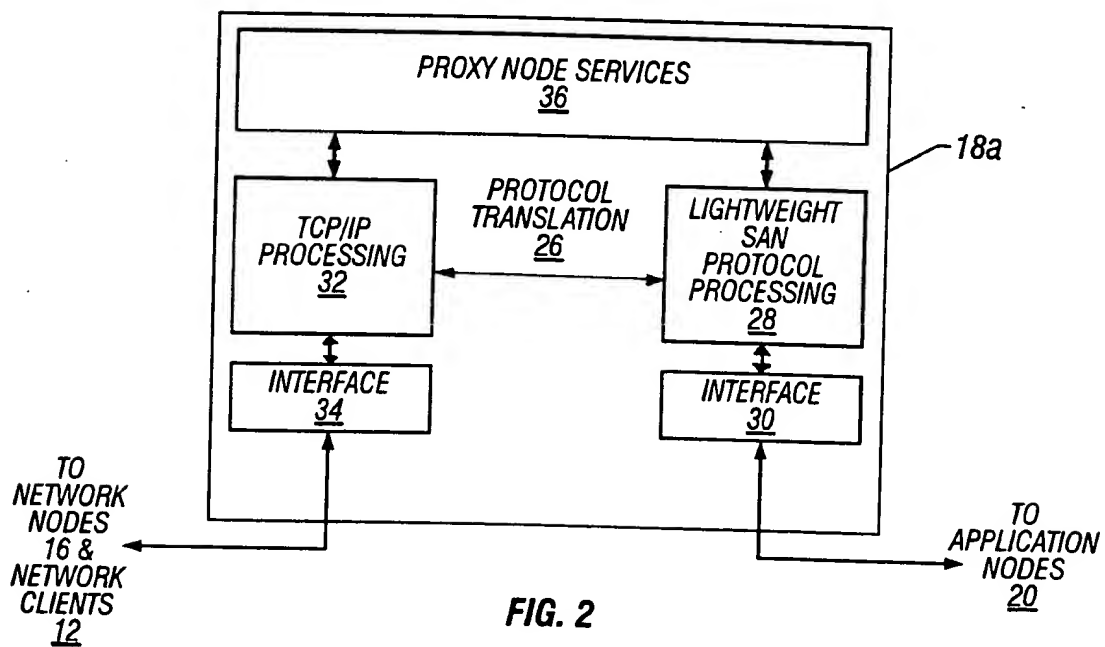 PROXY NODE SERVICES
36
18a
TCP/IP
PROCESSING
32
PROTOCOL
TRANSLATION
26
LIGHTWEIGHT
SAN
PROTOCOL
PROCESSING
28
INTERFACE
34
INTERFACE
30
TO
NETWORK
NODES
16 &
NETWORK
CLIENTS
12
TO
APPLICATION
NODES
20
FIG. 2